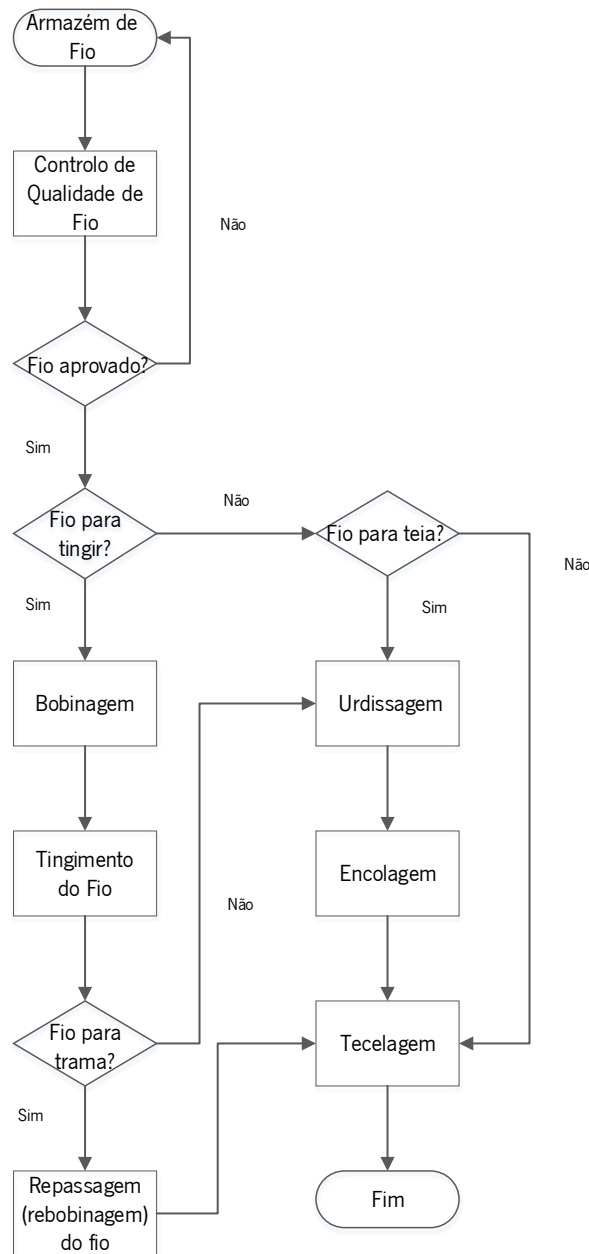 Armazém de
Fio
Controlo de
Qualidade de
Fio
Não
Fio aprovado?
Sim
Fio para
tingir?
Não
Fio para teia?
Não
Sim
Sim
Bobinagem
Urdissagem
Tingimento
do Fio
Encolagem
Não
Fio para
trama?
Tecelagem
Sim
Repassagem
(rebobinagem)
do fio
Fim